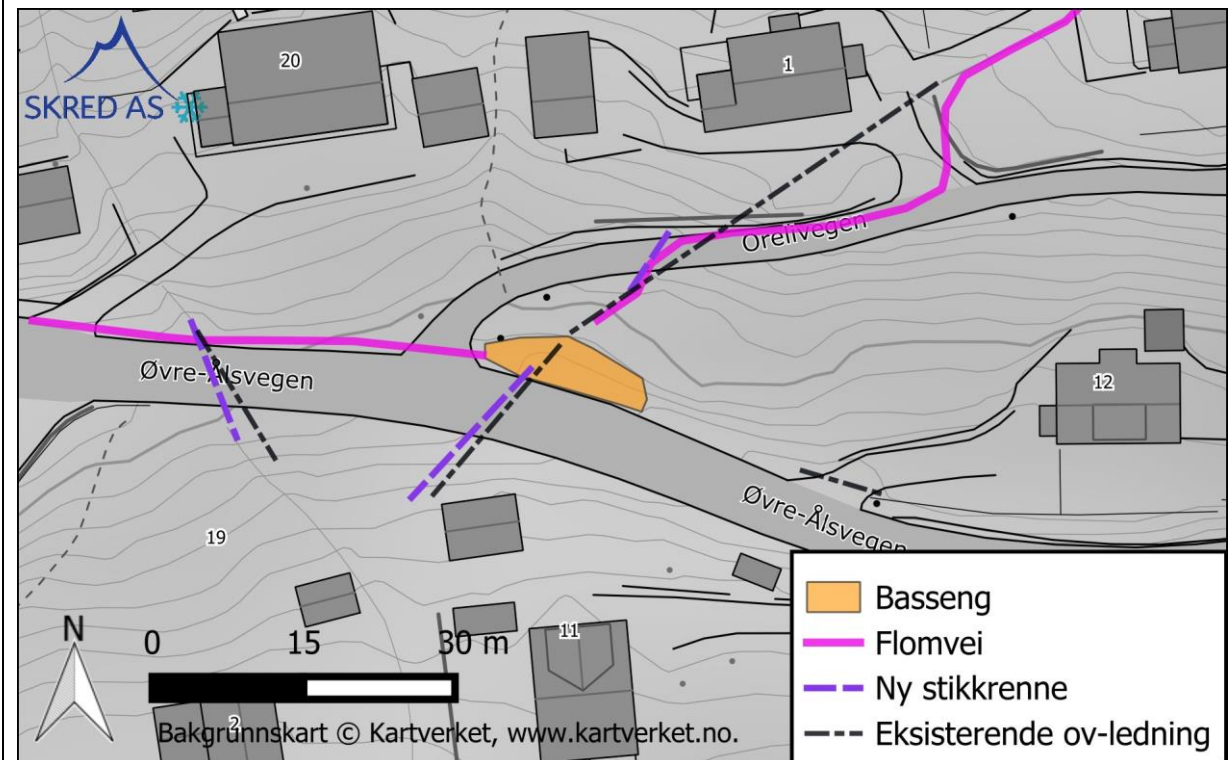 SKRED AS
20
1
Orelivegen
Øvre-Ålsvegen
12
Øvre-Ålsvegen
19
11
2
N
0 15 30 m
Bakgrunnskart © Kartverket, www.kartverket.no.
Basseng
Flomvei
Ny stikkrenne
Eksisterende ov-ledning